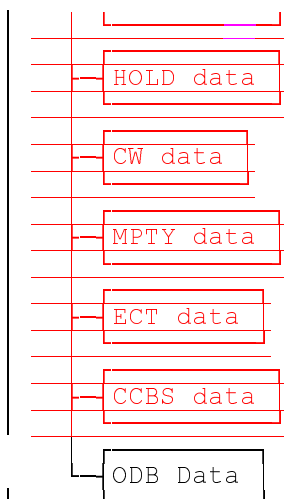 HOLD data
CW data
MPTY data
ECT data
CCBS data
ODB Data